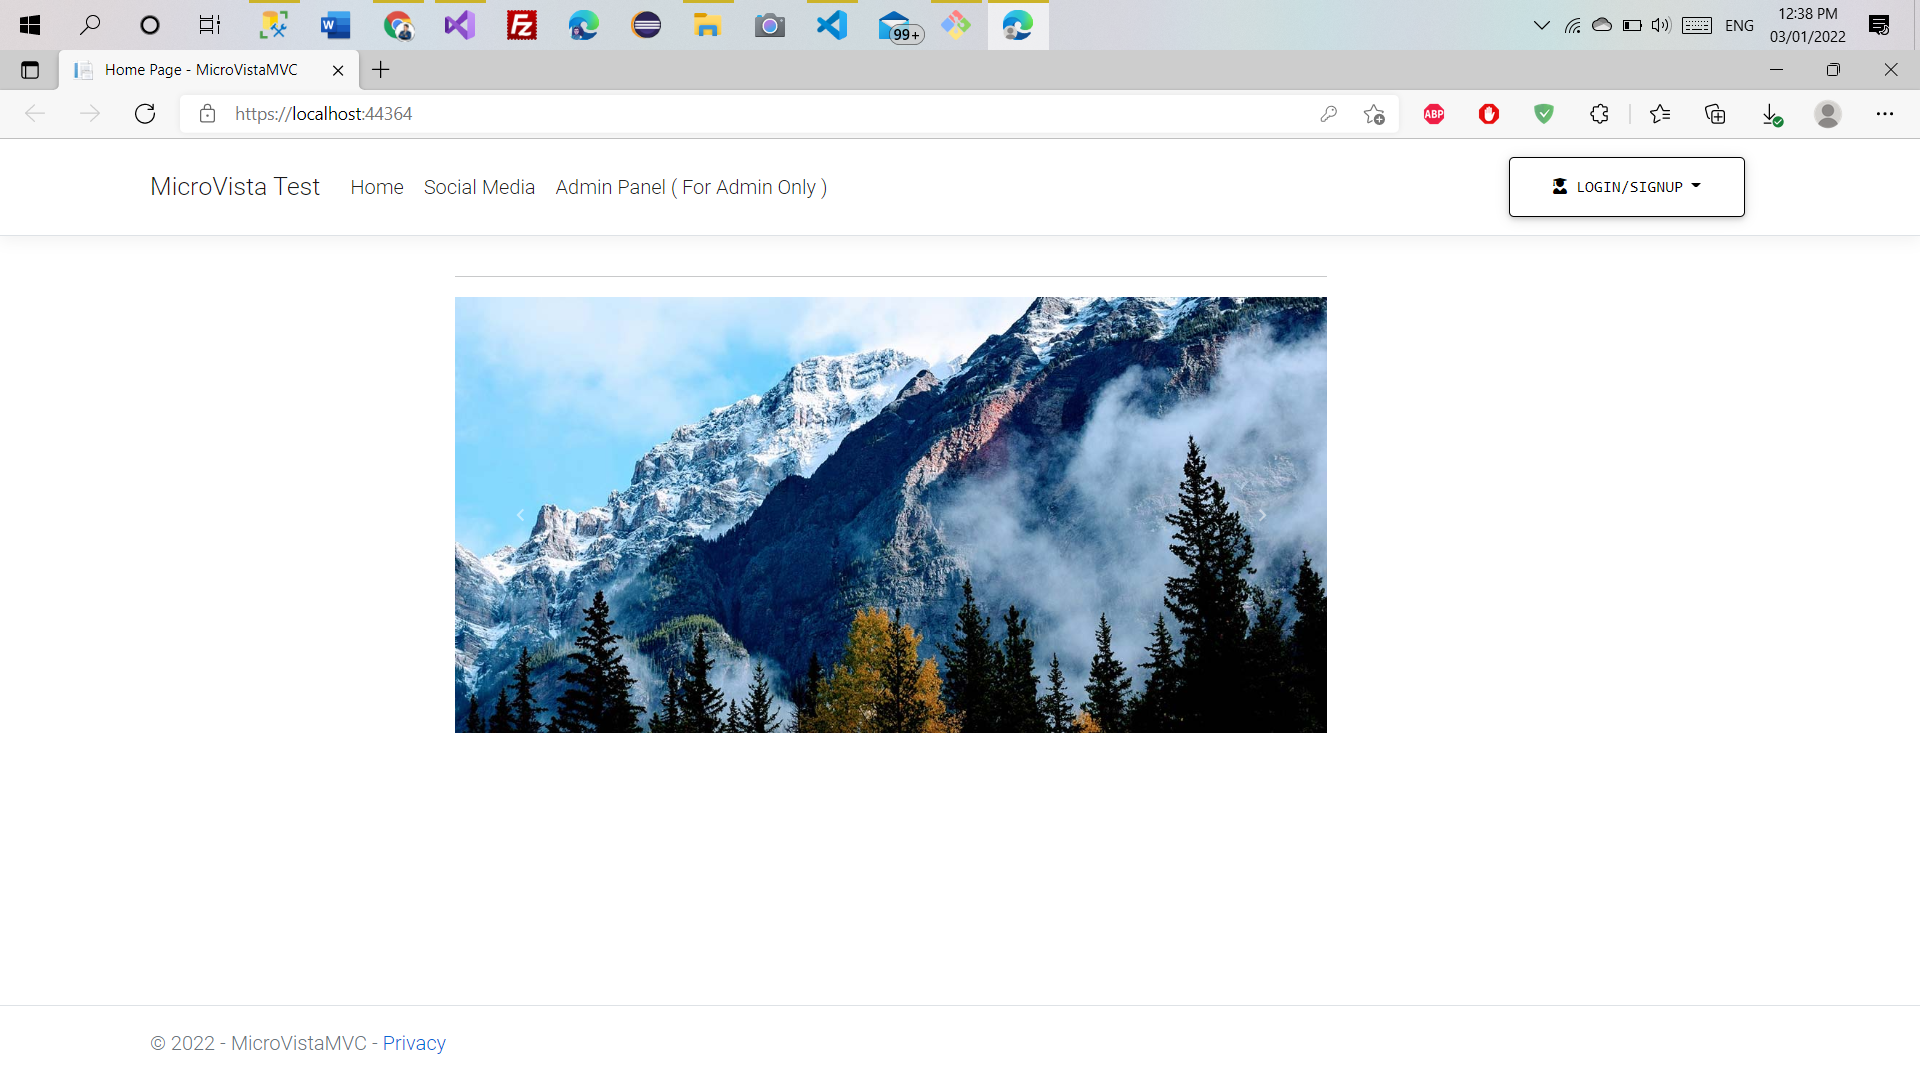 W
FZ
99+
ENG
12:38 PM
03/01/2022
Home Page - MicroVistaMVC
https://localhost:44364
ABP
MicroVista Test
Home
Social Media
Admin Panel ( For Admin Only )
LOGIN/SIGNUP
© 2022 - MicroVistaMVC - Privacy